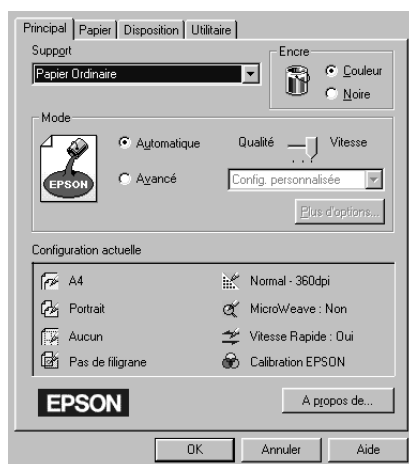 Principal Papier Disposition Utilitaire
Support
Papier Ordinaire
Encre
Couleur
Noire
Mode
EPSON
Automatique
Avancé
Qualité Vitesse
Config. personnalisée
Plus d'options...
Configuration actuelle
A4
Portrait
Aucun
Pas de filigrane
Normal - 360dpi
MicroWeave : Non
Vitesse Rapide : Oui
Calibration EPSON
EPSON
A propos de...
OK Annuler Aide